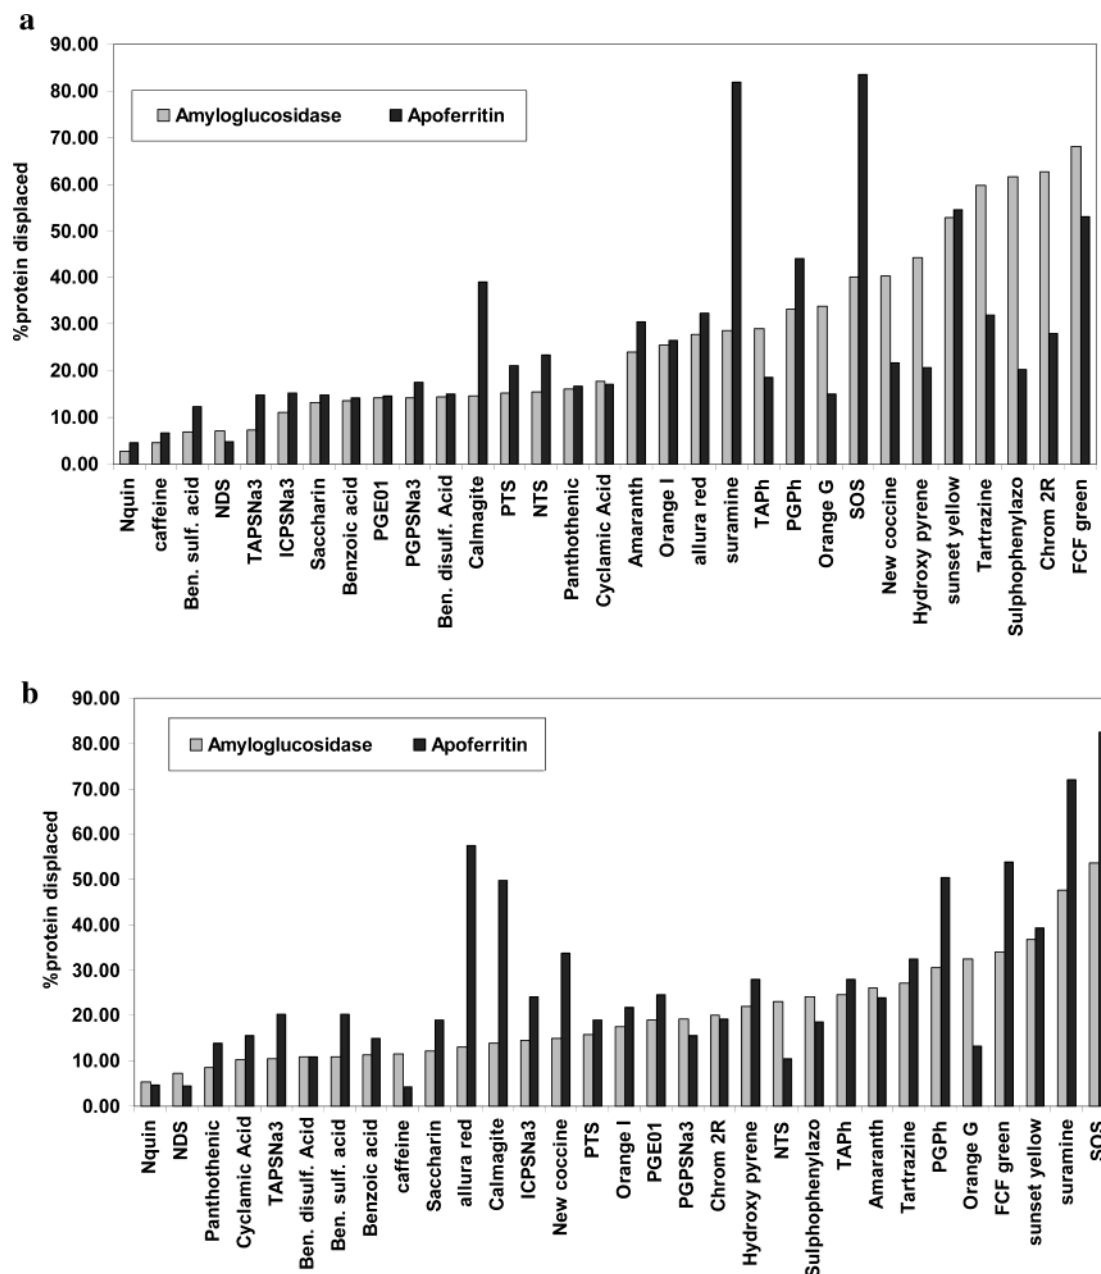 a
90.00
80.00
70.00
60.00
50.00
40.00
30.00
20.00
10.00
0.00
%protein displaced
Amyloglucosidase Apoferritin
Nquin
caffeine
Ben. sulf. acid
NDS
TAPSNa3
ICPSNa3
Saccharin
Benzoic acid
PGE01
PGPSNa3
Ben. disulf. Acid
Calmagite
PTS
NTS
Panthothenic
Cyclamic Acid
Amaranth
Orange I
allura red
suramine
TAPh
PGPh
Orange G
SOS
New coccine
Hydroxy pyrene
sunset yellow
Tartrazine
Sulphophenylazo
Chrom 2R
FCF green
b
90.00
80.00
70.00
60.00
50.00
40.00
30.00
20.00
10.00
0.00
%protein displaced
Amyloglucosidase Apoferritin
Nquin
NDS
Panthothenic
Cyclamic Acid
TAPSNa3
Ben. disulf. Acid
Ben. sulf. acid
Benzoic acid
caffeine
Saccharin
allura red
Calmagite
ICPSNa3
New coccine
PTS
Orange I
PGE01
PGPSNa3
Chrom 2R
Hydroxy pyrene
NTS
Sulphophenylazo
TAPh
Amaranth
Tartrazine
PGPh
Orange G
FCF green
sunset yellow
suramine
SOS